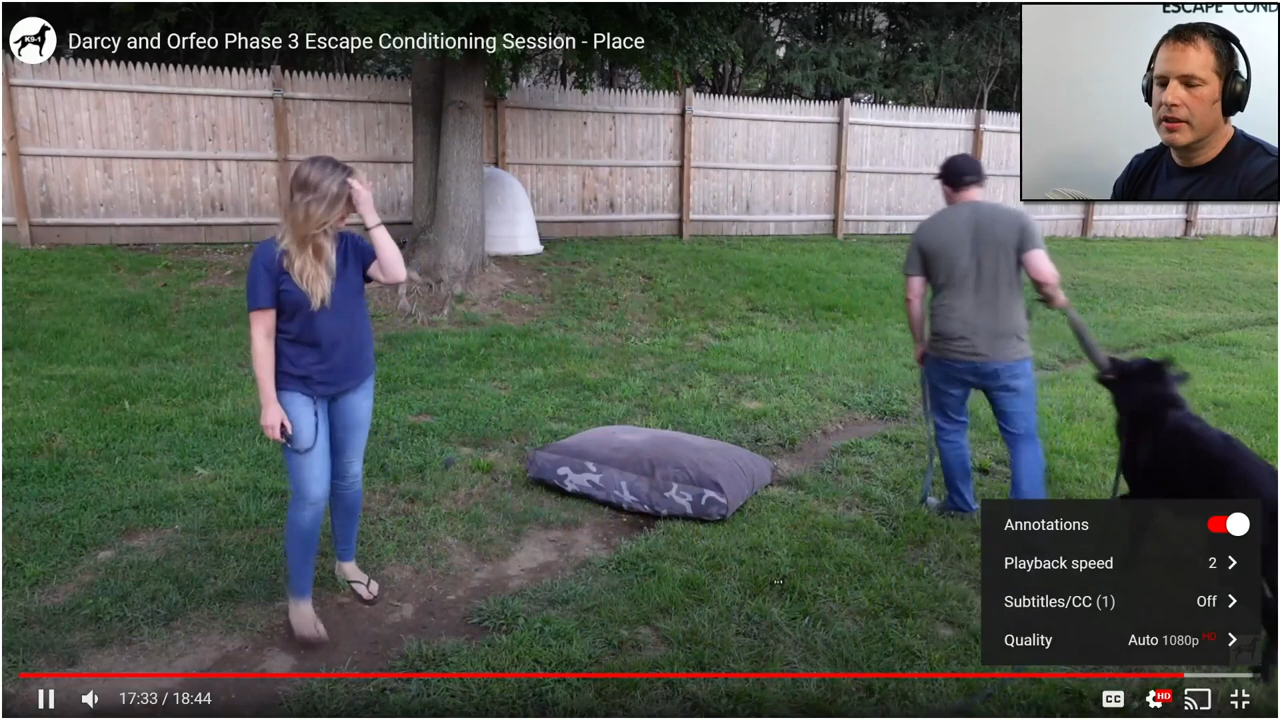 ESCAPE COND
K9-1
Darcy and Orfeo Phase 3 Escape Conditioning Session - Place
Annotations
Playback speed 2
Subtitles/CC (1) Off
Quality Auto 1080p HD
17:33 / 18:44
CC HD